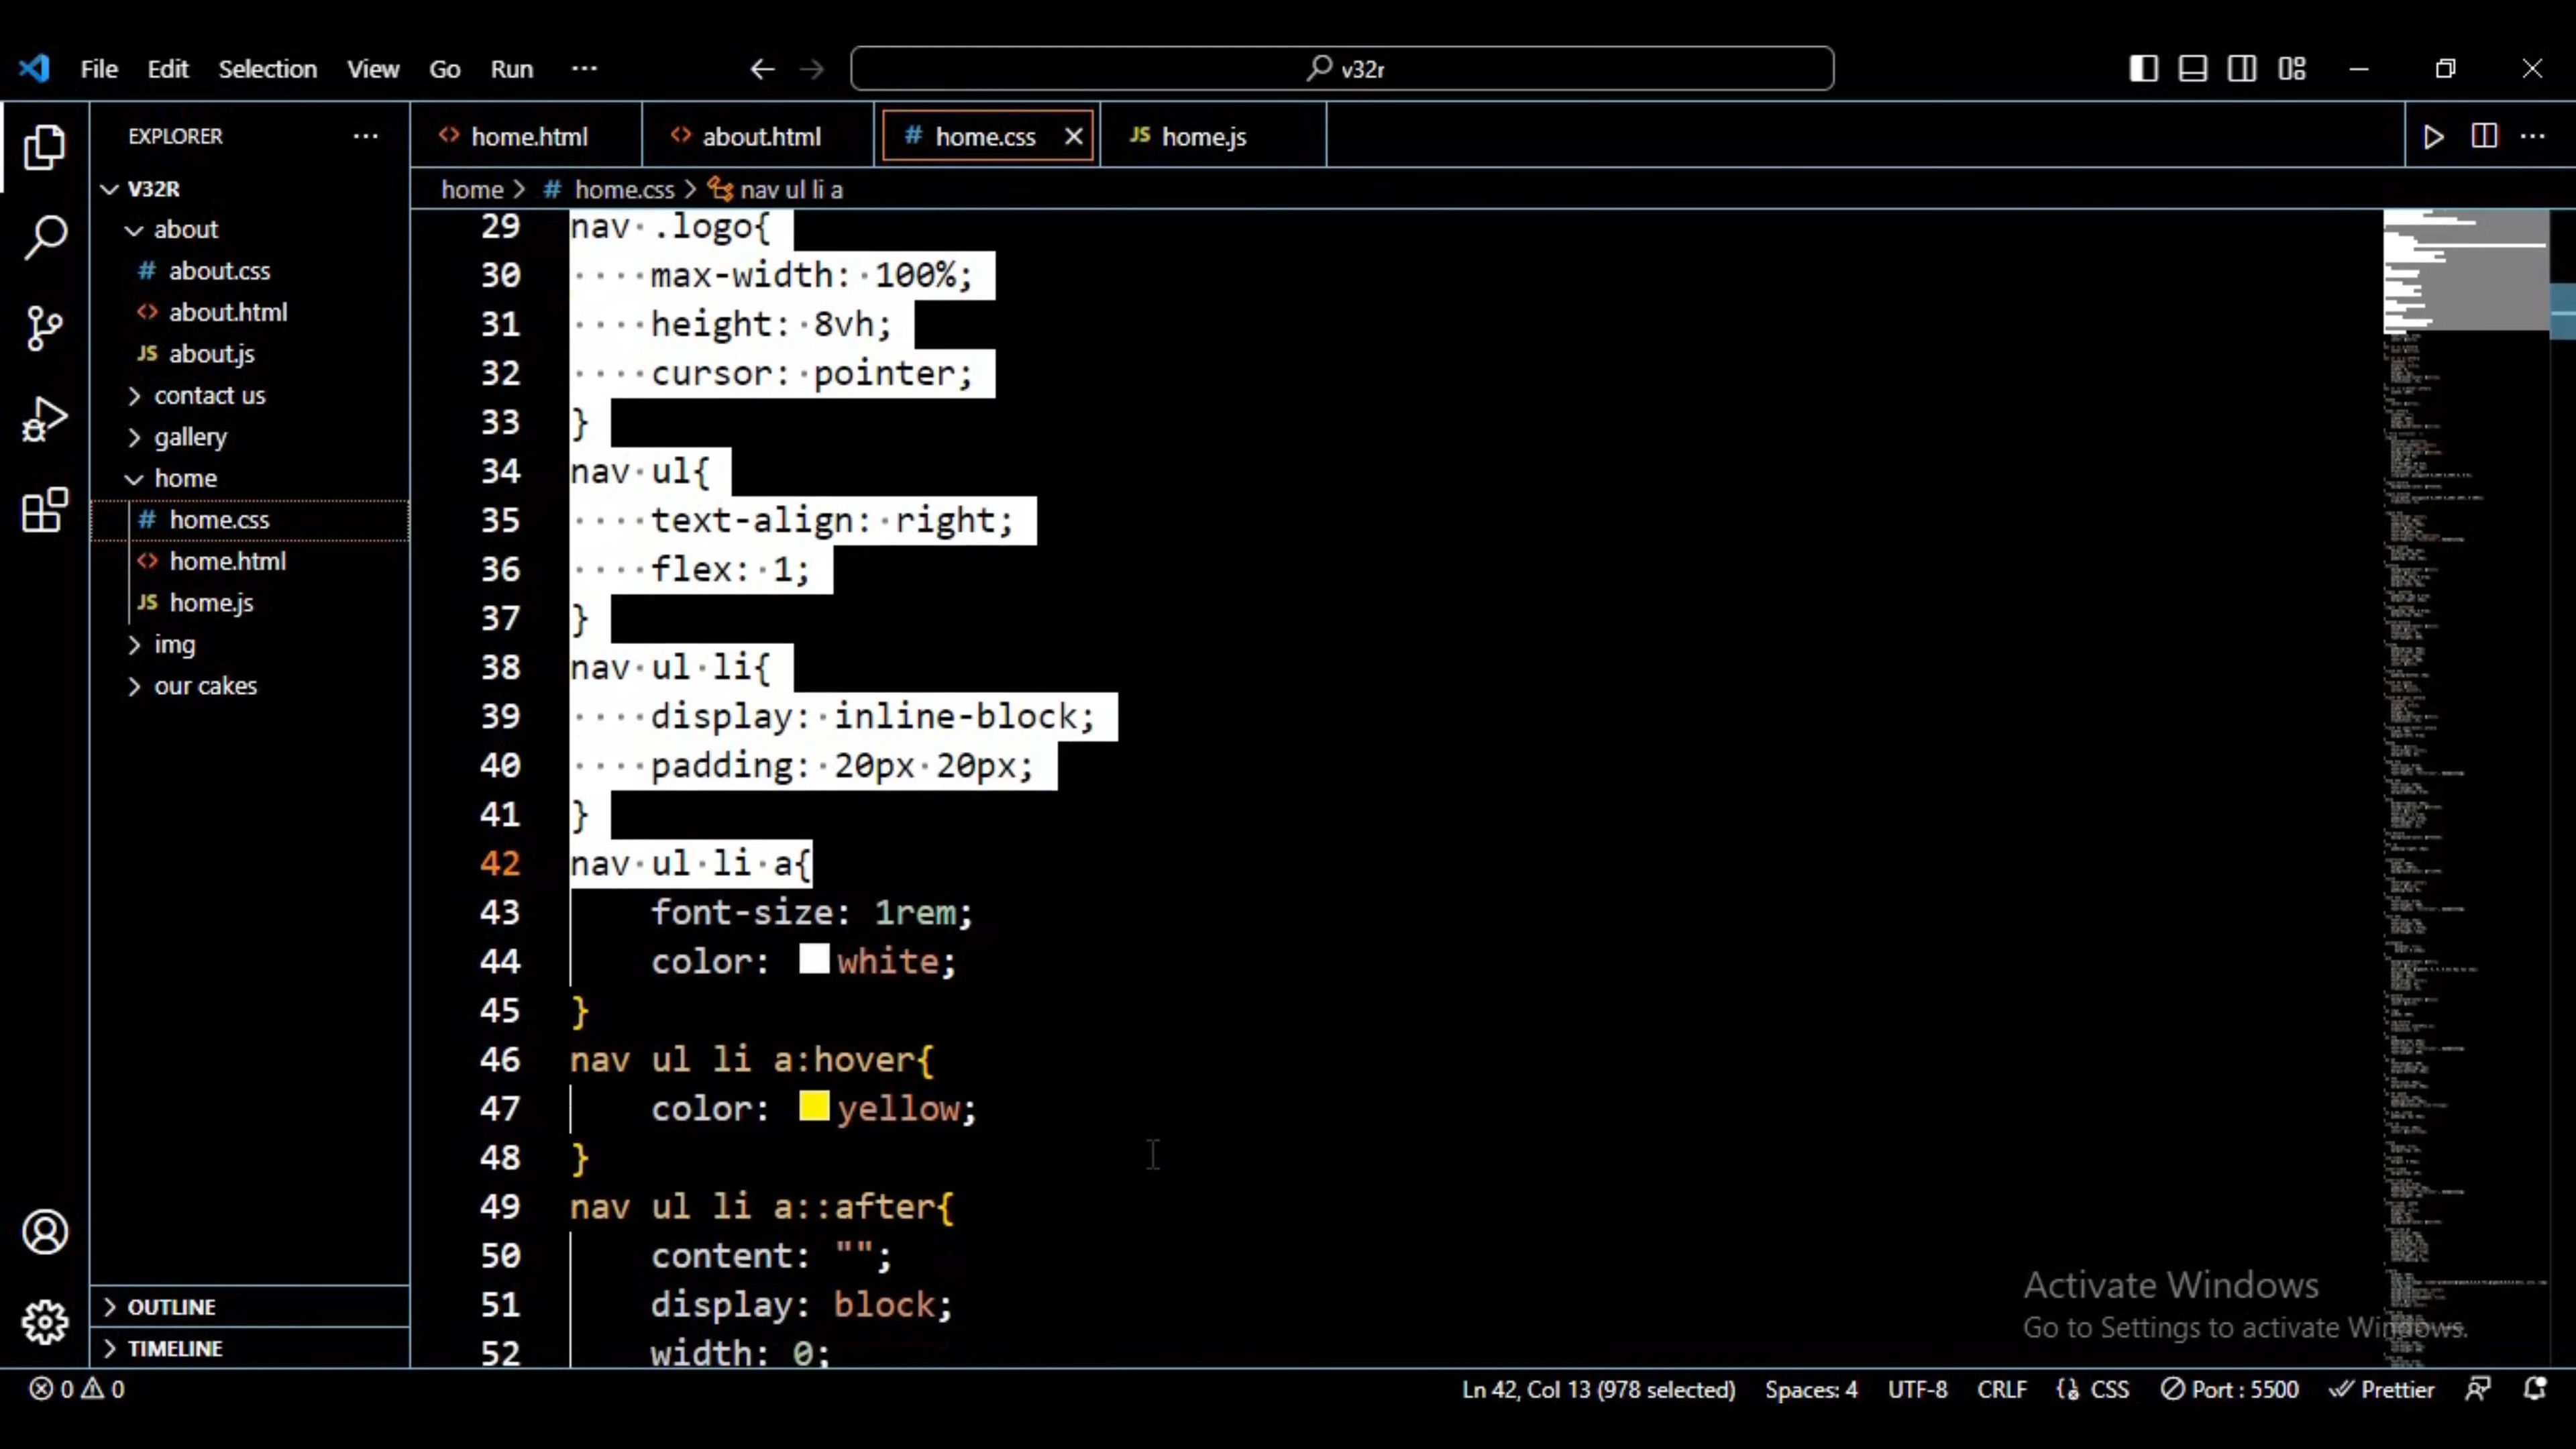 File Edit Selection View Go Run ··· v32r
EXPLORER ···
V32R
about
# about.css
<> about.html
JS about.js
contact us
gallery
home
# home.css
<> home.html
JS home.js
img
our cakes
OUTLINE
TIMELINE
<> home.html <> about.html # home.css JS home.js
home > # home.css > nav ul li a
29 nav .logo{
30 max-width: 100%;
31 height: 8vh;
32 cursor: pointer;
33 }
34 nav ul{
35 text-align: right;
36 flex: 1;
37 }
38 nav ul li{
39 display: inline-block;
40 padding: 20px 20px;
41 }
42 nav ul li a{
43 font-size: 1rem;
44 color: white;
45 }
46 nav ul li a:hover{
47 color: yellow;
48 }
49 nav ul li a::after{
50 content: "";
51 display: block;
52 width: 0;
Activate Windows
Go to Settings to activate Windows.
0 0 Ln 42, Col 13 (978 selected) Spaces: 4 UTF-8 CRLF CSS Port : 5500 Prettier